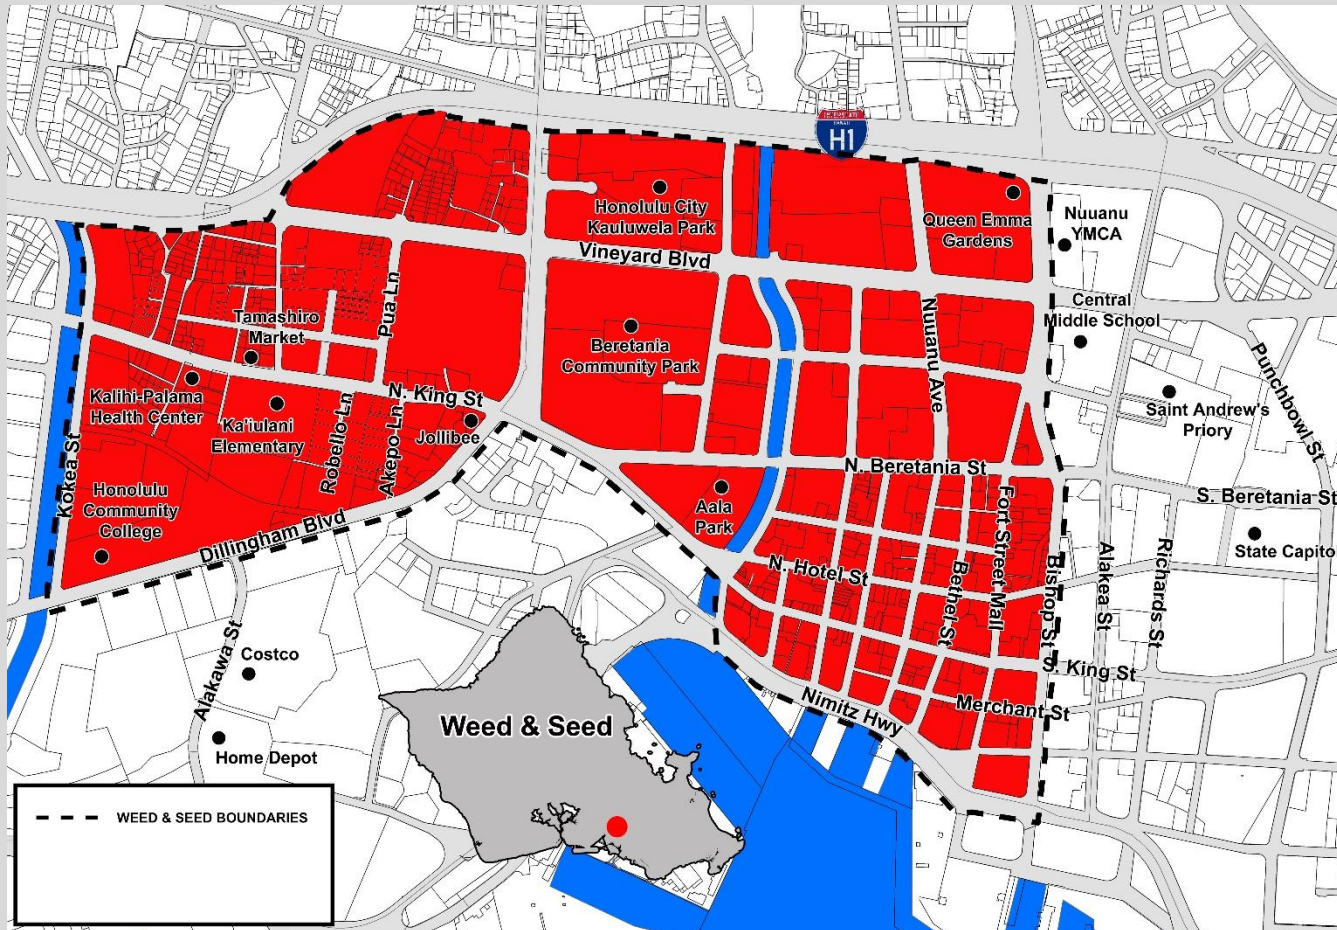 INTERSTATE
HAWAII
H1
Honolulu City
Kauluwela Park
Queen Emma
Gardens
Nuuanu
YMCA
Vineyard Blvd
Pua Ln
Tamashiro
Market
Beretania
Community Park
Nuuanu Ave
Central
Middle School
Punchbowl St
Kalihi-Palama
Health Center
Ka'iulani
Elementary
N. King St
Jollibee
Robello Ln
Akepo Ln
Saint Andrew's
Priory
Kokea St
Honolulu
Community
College
Dillingham Blvd
Aala
Park
N. Beretania St
S. Beretania St
State Capito
Fort Street Mall
N. Hotel St
Bethel St
Bishop St
Alakea St
Richards St
S. King St
Merchant St
Nimitz Hwy
Alakawa St
Costco
Home Depot
Weed & Seed
WEED & SEED BOUNDARIES